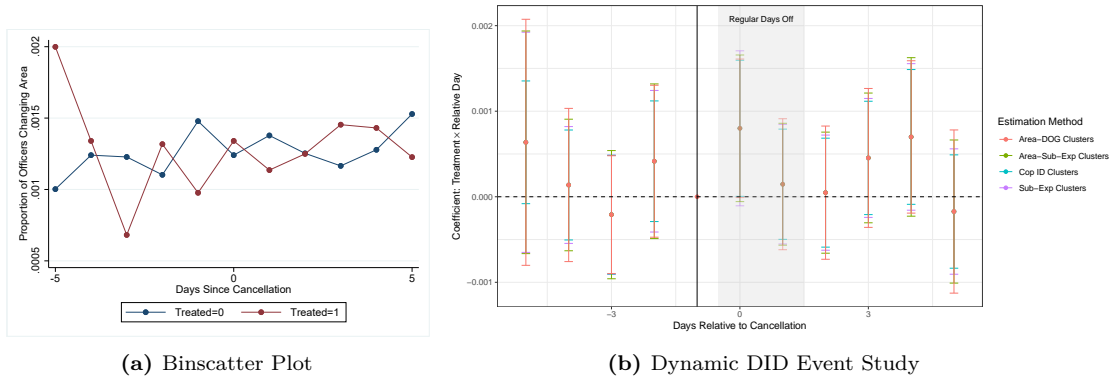 Proportion of Officers Changing Area
.002
.0015
.001
.0005
-5
0
5
Days Since Cancellation
Treated=0
Treated=1
(a) Binscatter Plot
Regular Days Off
Coefficient: Treatment × Relative Day
0.002
0.001
0.000
−0.001
−3
0
3
Days Relative to Cancellation
Estimation Method
Area−DOG Clusters
Area−Sub−Exp Clusters
Cop ID Clusters
Sub−Exp Clusters
(b) Dynamic DID Event Study